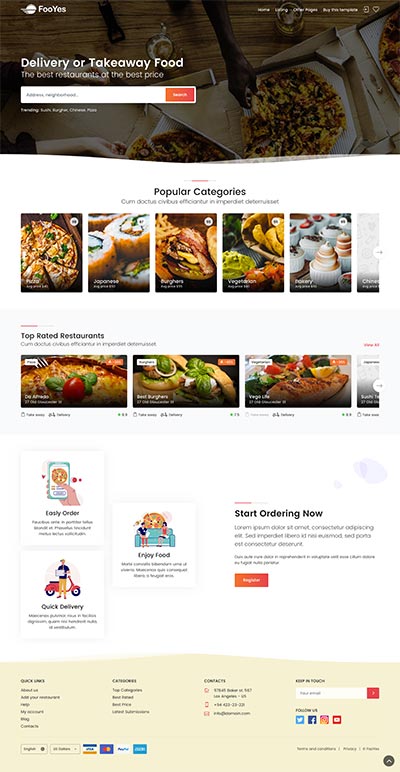 FooYes
Home Listing Other Pages Buy this template
Delivery or Takeaway Food
The best restaurants at the best price
Address, neighborhood...
Search
Trending: Sushi, Burgher, Chinese, Pizza
Popular Categories
Cum doctus civibus efficiantur in imperdiet deterruisset
Pizza
Avg price $40
Japanese
Avg price $50
Burghers
Avg price $55
Vegetarian
Avg price
Bakery
Avg price
Chinese
Top Rated Restaurants
Cum doctus civibus efficiantur in imperdiet deterruisset.
View All
Pizza
Da Alfredo
27 Old Gloucester St
Take away Delivery 8.9
Burghers
Best Burghers
27 Old Gloucester St
Take away Delivery 7.5
Vegetarian
Vego Life
27 Old Gloucester St
Take away Delivery 8.9
Japanese
Sushi Te
27 Old Glou
Take away
Easly Order
Faucibus ante in porttitor tellus
blandit et. Phasellus tincidunt
metus lectus sollicitudin.
Quick Delivery
Maecenas pulvinar, risus in facilisis
dignissim, quam nisi hendrerit nulla,
id vestibulum.
Enjoy Food
Morbi convallis bibendum urna ut
viverra. Maecenas quis consequat
libero, a feugiat eros.
Start Ordering Now
Lorem ipsum dolor sit amet, consectetur adipiscing
elit. Sed imperdiet libero id nisi euismod, sed porta
est consectetur deserunt.
Duis aute irure dolor in reprehenderit in voluptate velit esse cillum dolore
eu fugiat nulla pariatur.
Register
QUICK LINKS
About us
Add your restaurant
Help
My account
Blog
Contacts
CATEGORIES
Top Categories
Best Rated
Best Price
Latest Submissions
CONTACTS
97845 Baker st. 567
Los Angeles - US
+94 423-23-221
info@domain.com
KEEP IN TOUCH
Your email
FOLLOW US
English
US Dollars
VISA
PayPal
Terms and conditions
Privacy
© FooYes